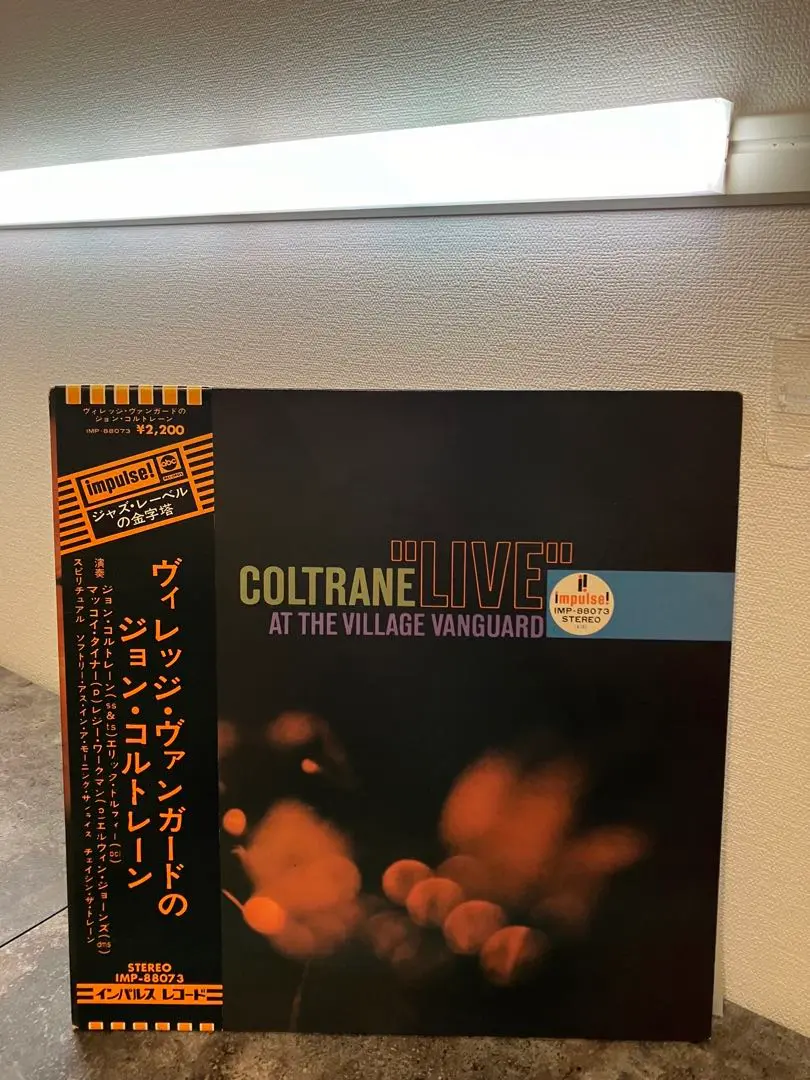 ヴィレッジ・ヴァンガードの
ジョン・コルトレーン
IMP-88073 ¥2,200
impulse!
abc
RECORDS
ジャズ・レーベル
の金字塔
ヴィレッジ・ヴァンガードの
ジョン・コルトレーン
演奏
ジョン・コルトレーン(ss&ts)エリック・ドルフィー(bcl)
マッコイ・タイナー(p)レジー・ワークマン(b)エルヴィン・ジョーンズ(dms)
スピリチュアル ソフトリー・アズ・イン・ア・モーニング・サンライズ チェイシン・ザ・トレーン
STEREO
IMP-88073
インパルス レコード
COLTRANE "LIVE"
AT THE VILLAGE VANGUARD
impulse!
IMP-88073
STEREO